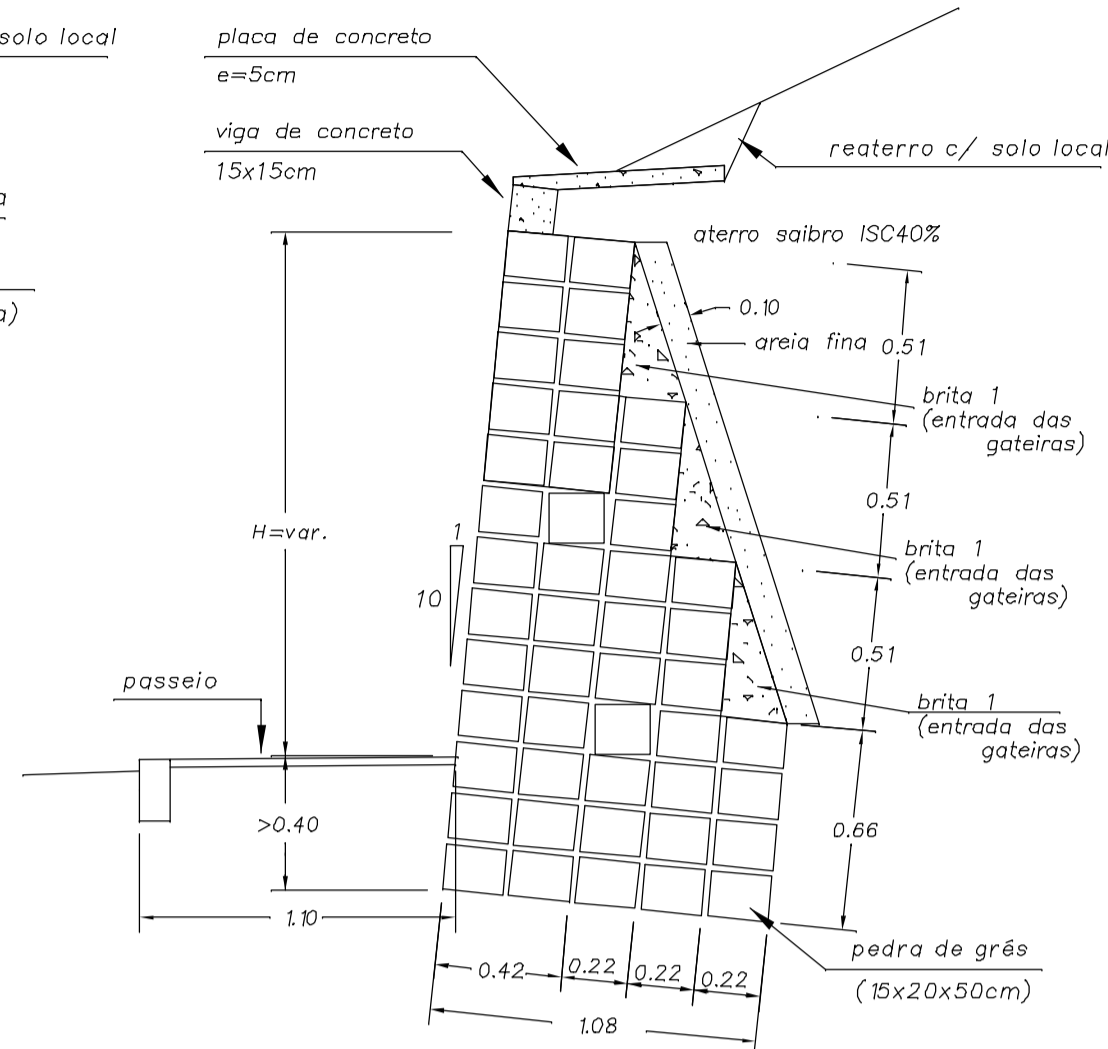 solo local
placa de concreto
e=5cm
viga de concreto
15x15cm
reaterro c/ solo local
a
a)
aterro saibro ISC40%
0.10
areia fina
0.51
brita 1
(entrada das
gateiras)
0.51
H=var.
1
10
brita 1
(entrada das
gateiras)
0.51
passeio
brita 1
(entrada das
gateiras)
>0.40
0.66
1.10
pedra de grês
(15x20x50cm)
0.42
0.22
0.22
0.22
1.08